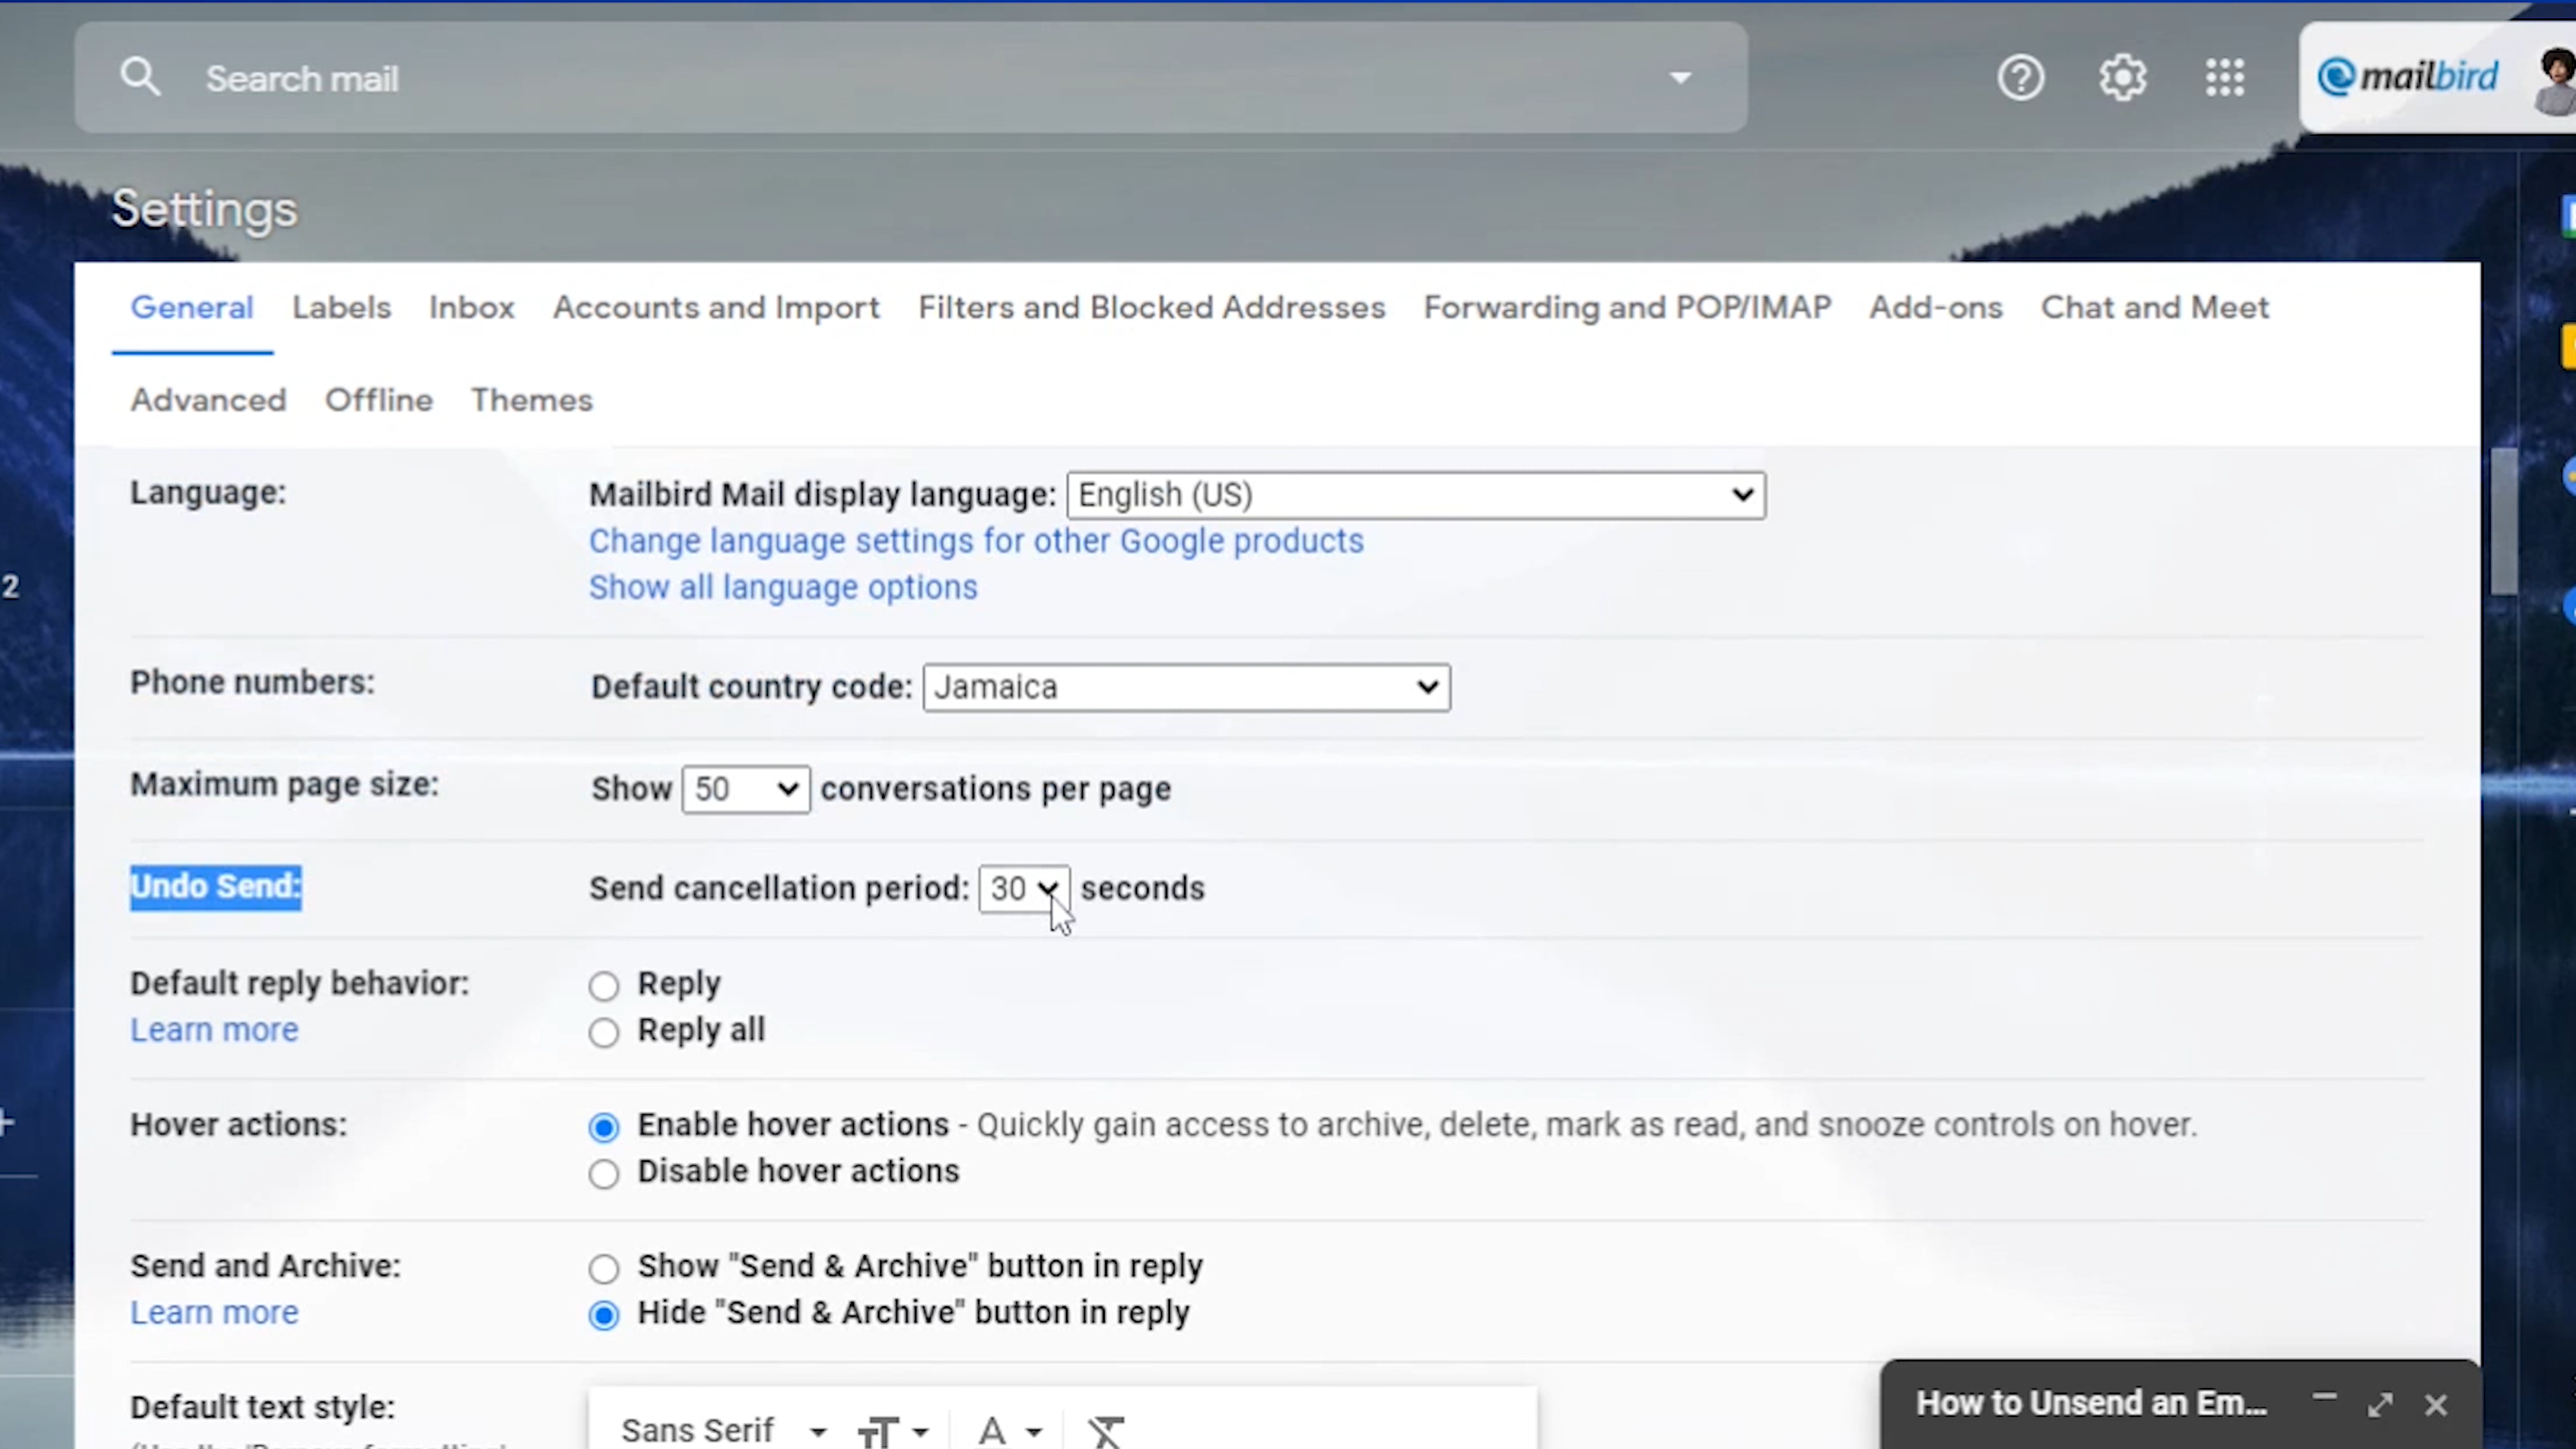 Search mail
mailbird
Settings
General Labels Inbox Accounts and Import Filters and Blocked Addresses Forwarding and POP/IMAP Add-ons Chat and Meet
Advanced Offline Themes
Language: Mailbird Mail display language: English (US)
Change language settings for other Google products
Show all language options
2
Phone numbers: Default country code: Jamaica
Maximum page size: Show 50 conversations per page
Undo Send: Send cancellation period: 30 seconds
Default reply behavior: Reply
Learn more Reply all
Hover actions: Enable hover actions - Quickly gain access to archive, delete, mark as read, and snooze controls on hover.
Disable hover actions
Send and Archive: Show "Send & Archive" button in reply
Learn more Hide "Send & Archive" button in reply
Default text style:
How to Unsend an Em...
Sans Serif